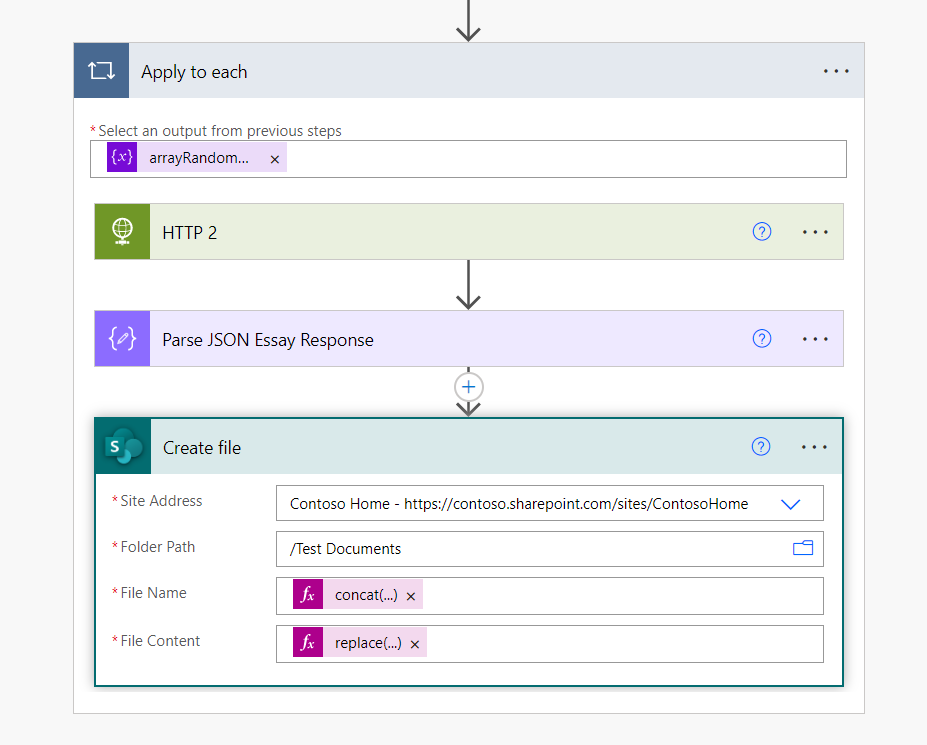 Apply to each
*Select an output from previous steps
{x} arrayRandom... ×
HTTP 2
Parse JSON Essay Response
S Create file
*Site Address Contoso Home - https://contoso.sharepoint.com/sites/ContosoHome
*Folder Path /Test Documents
*File Name fx concat(...) ×
*File Content fx replace(...) ×